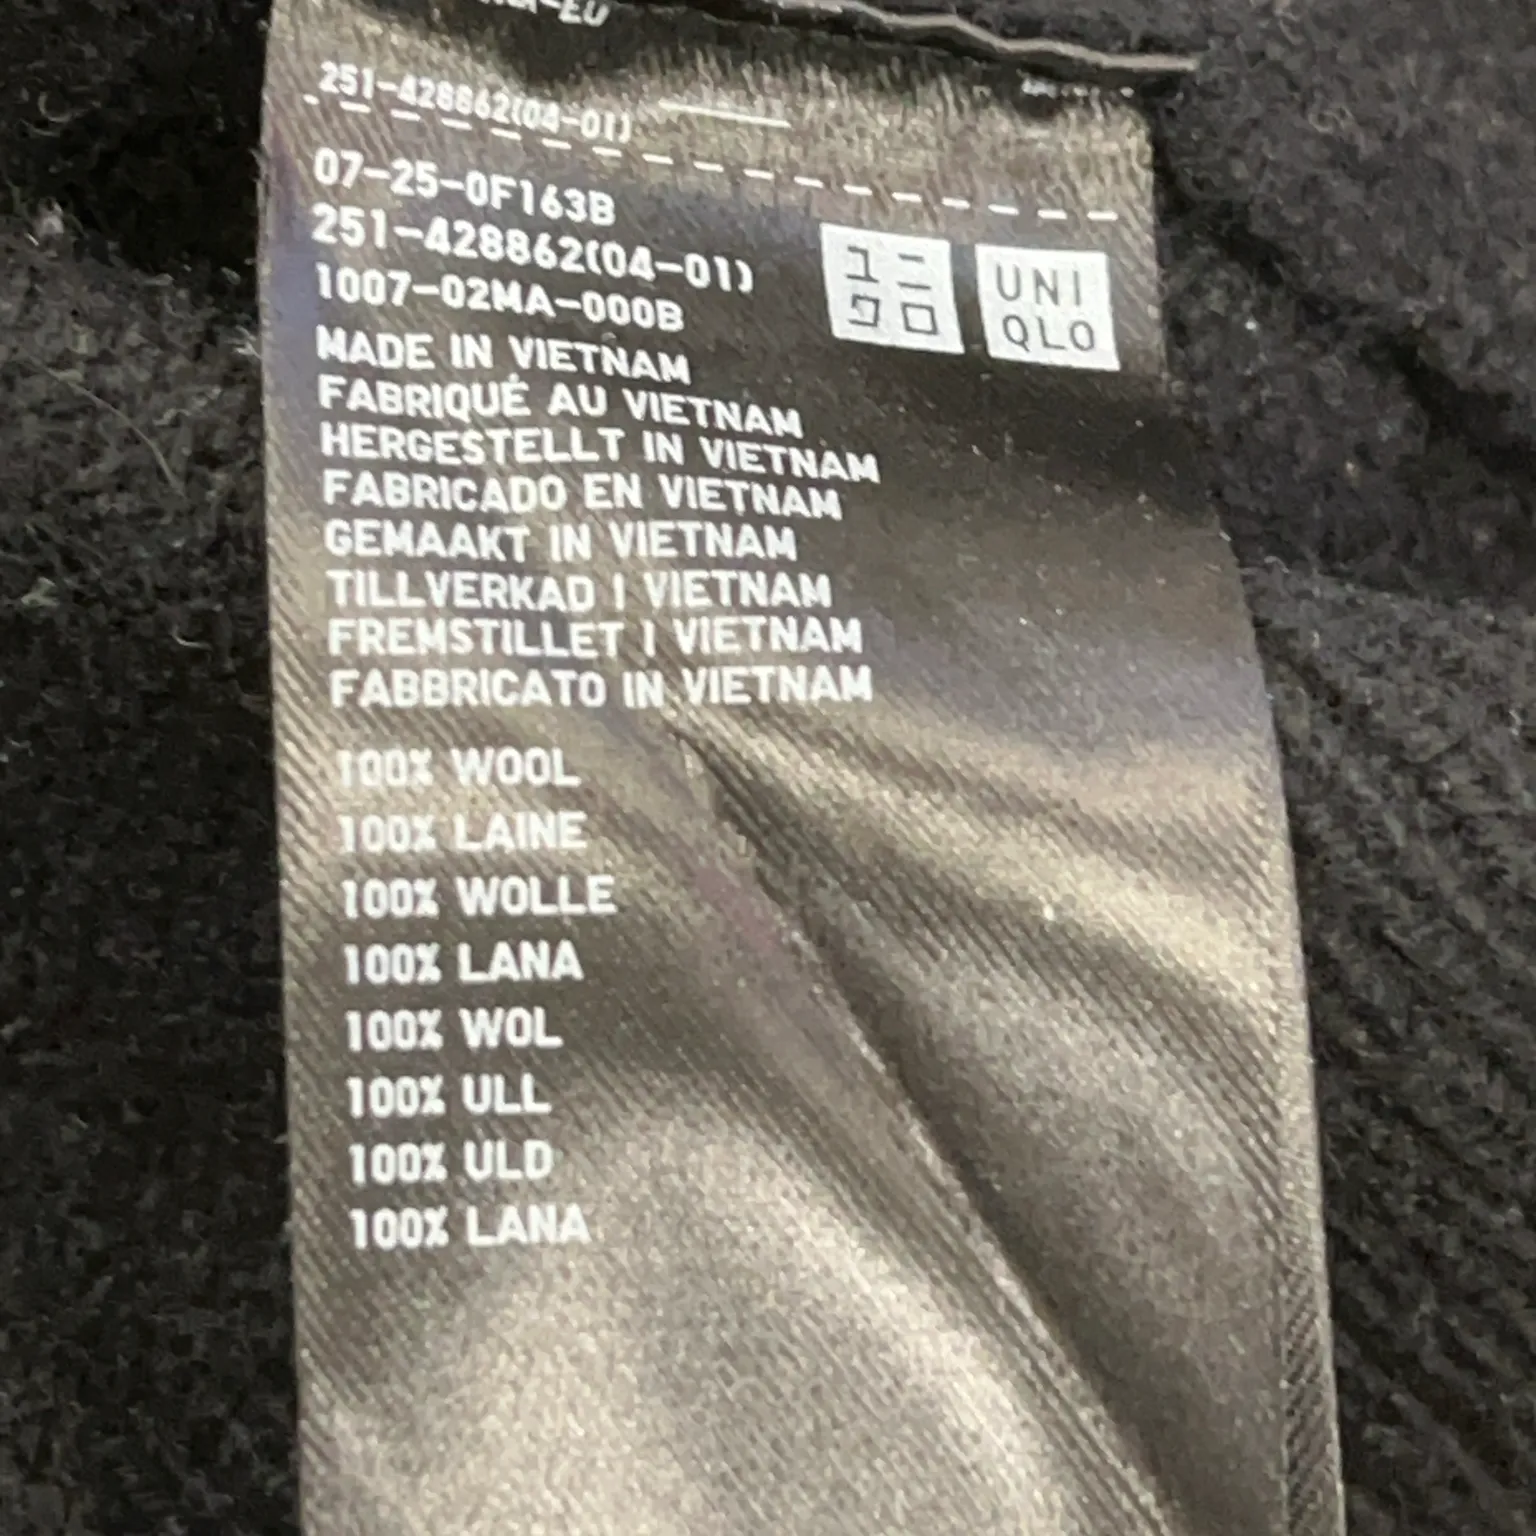 251-428862(04-01)
07-25-0F163B
251-428862(04-01)
1007-02MA-000B
ユニ
クロ
UNI
QLO
MADE IN VIETNAM
FABRIQUÉ AU VIETNAM
HERGESTELLT IN VIETNAM
FABRICADO EN VIETNAM
GEMAAKT IN VIETNAM
TILLVERKAD I VIETNAM
FREMSTILLET I VIETNAM
FABBRICATO IN VIETNAM
100% WOOL
100% LAINE
100% WOLLE
100% LANA
100% WOL
100% ULL
100% ULD
100% LANA